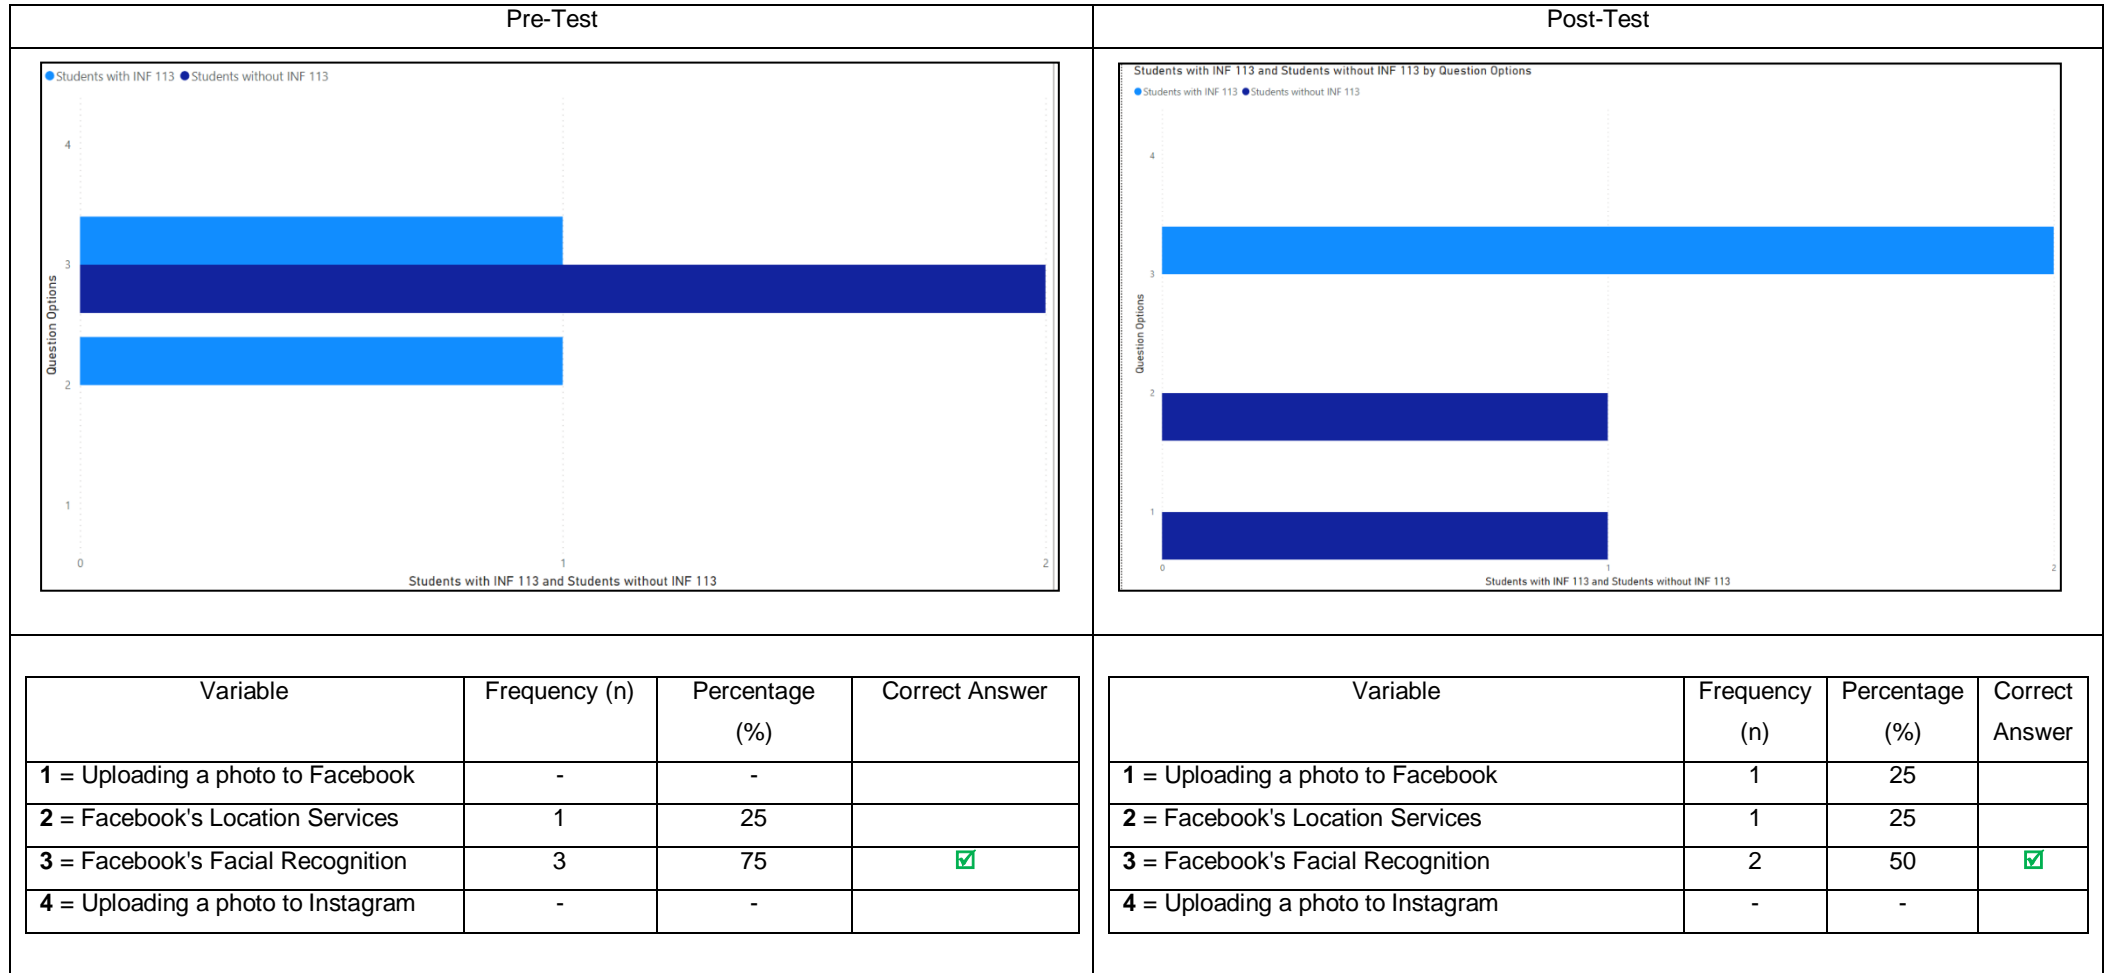 Pre-Test
Post-Test
Students with INF 113 Students without INF 113
4
3
2
1
Question Options
0 1 2
Students with INF 113 and Students without INF 113
Students with INF 113 and Students without INF 113 by Question Options
Students with INF 113 Students without INF 113
4
3
2
1
Question Options
0 1 2
Students with INF 113 and Students without INF 113
Variable Frequency (n) Percentage (%) Correct Answer
1 = Uploading a photo to Facebook - -
2 = Facebook's Location Services 1 25
3 = Facebook's Facial Recognition 3 75
4 = Uploading a photo to Instagram - -
Variable Frequency (n) Percentage (%) Correct Answer
1 = Uploading a photo to Facebook 1 25
2 = Facebook's Location Services 1 25
3 = Facebook's Facial Recognition 2 50
4 = Uploading a photo to Instagram - -